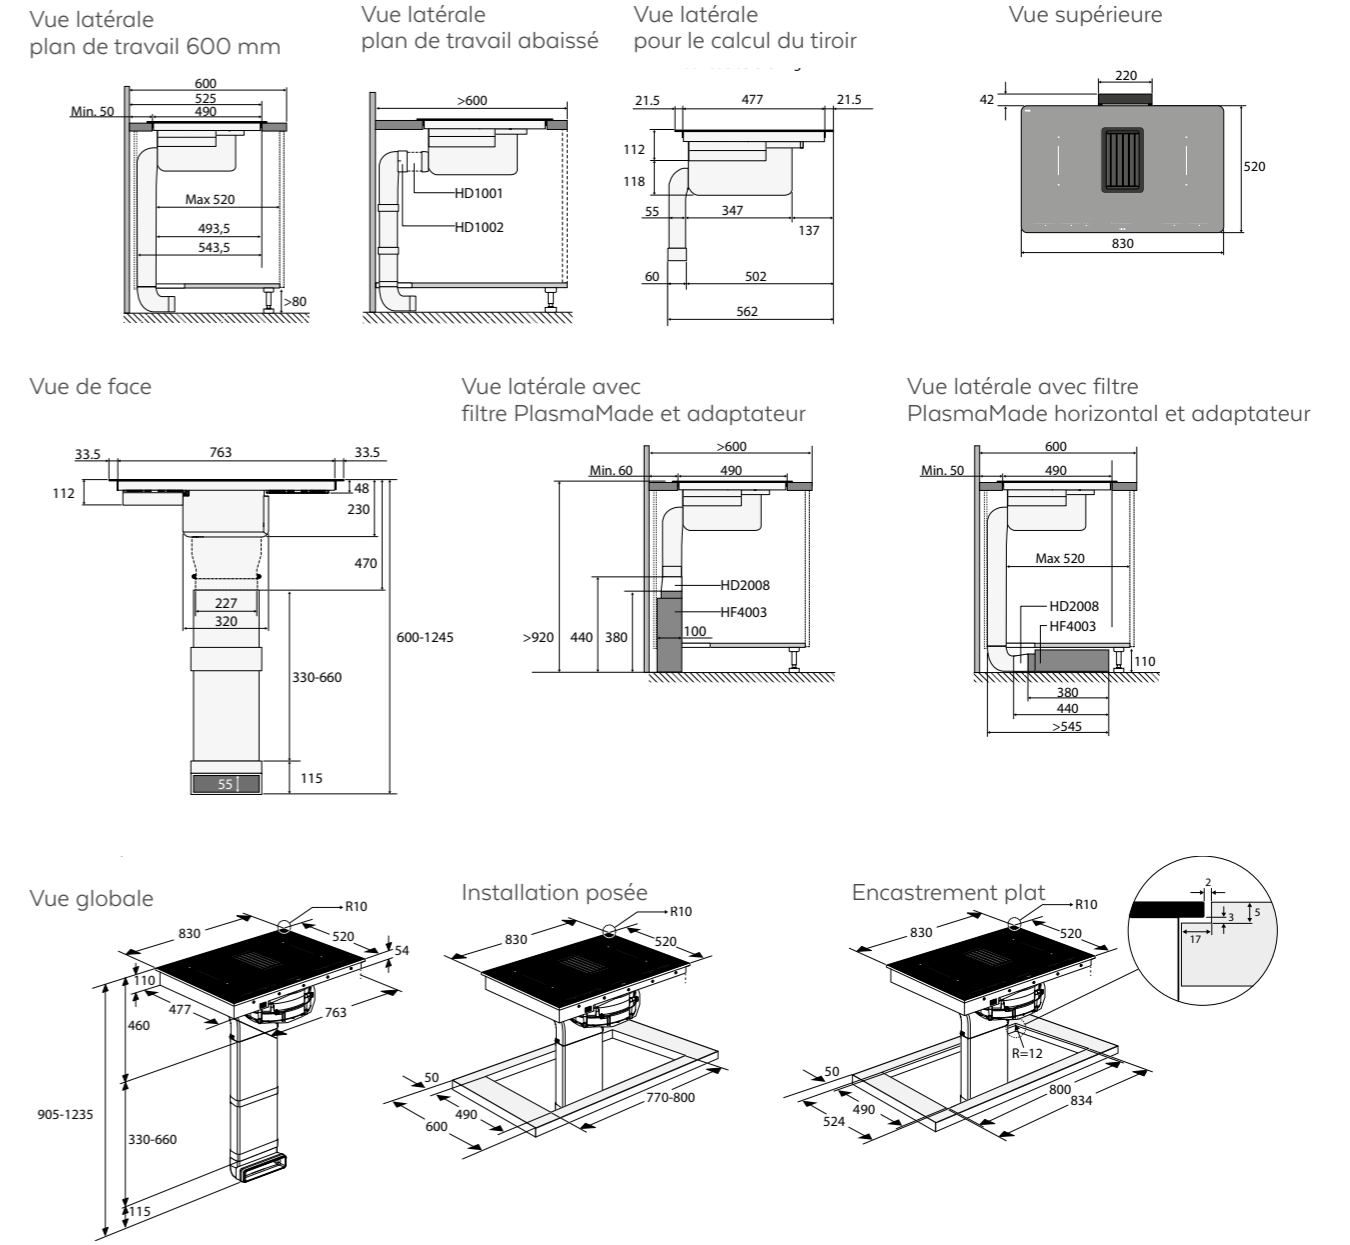 Vue latérale
plan de travail 600 mm
600
525
490
Min. 50
Max 520
493,5
543,5
>80
Vue latérale
plan de travail abaissé
>600
HD1001
HD1002
Vue latérale
pour le calcul du tiroir
21.5
477
21.5
112
118
55
347
137
60
502
562
Vue supérieure
220
42
520
830
Vue de face
33.5
763
33.5
112
48
230
470
227
320
600-1245
330-660
115
55
Vue latérale avec
filtre PlasmaMade et adaptateur
>600
Min. 60
490
HD2008
HF4003
>920
440
380
100
Vue latérale avec filtre
PlasmaMade horizontal et adaptateur
600
Min. 50
490
Max 520
HD2008
HF4003
110
380
440
>545
Vue globale
R10
830
520
54
110
477
763
460
905-1235
330-660
115
Installation posée
R10
830
520
50
490
600
770-800
Encastrement plat
R10
830
520
R=12
50
490
524
800
834
2
3
5
17